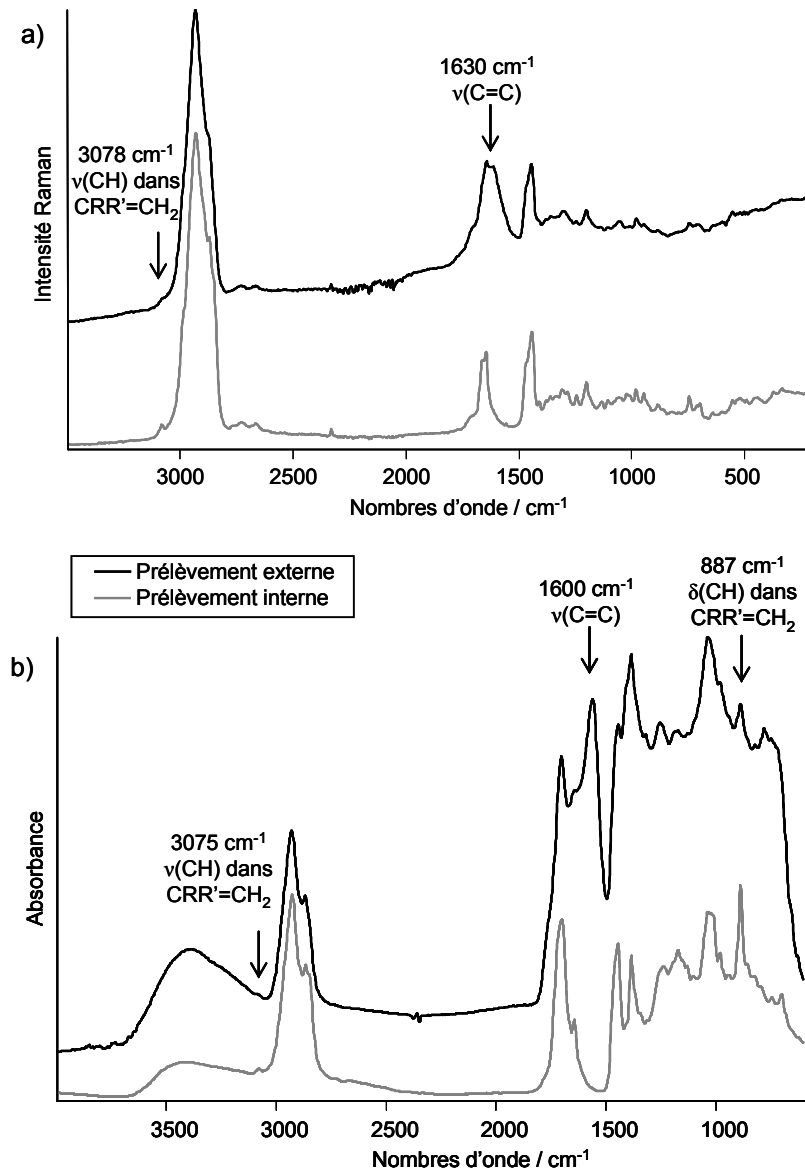 a)
1630 cm-1
ν(C=C)
3078 cm-1
ν(CH) dans
CRR'=CH2
Intensité Raman
3000
2500
2000
1500
1000
500
Nombres d'onde / cm-1
Prélèvement externe
Prélèvement interne
b)
887 cm-1
δ(CH) dans
CRR'=CH2
1600 cm-1
ν(C=C)
3075 cm-1
ν(CH) dans
CRR'=CH2
Absorbance
3500
3000
2500
2000
1500
1000
Nombres d'onde / cm-1